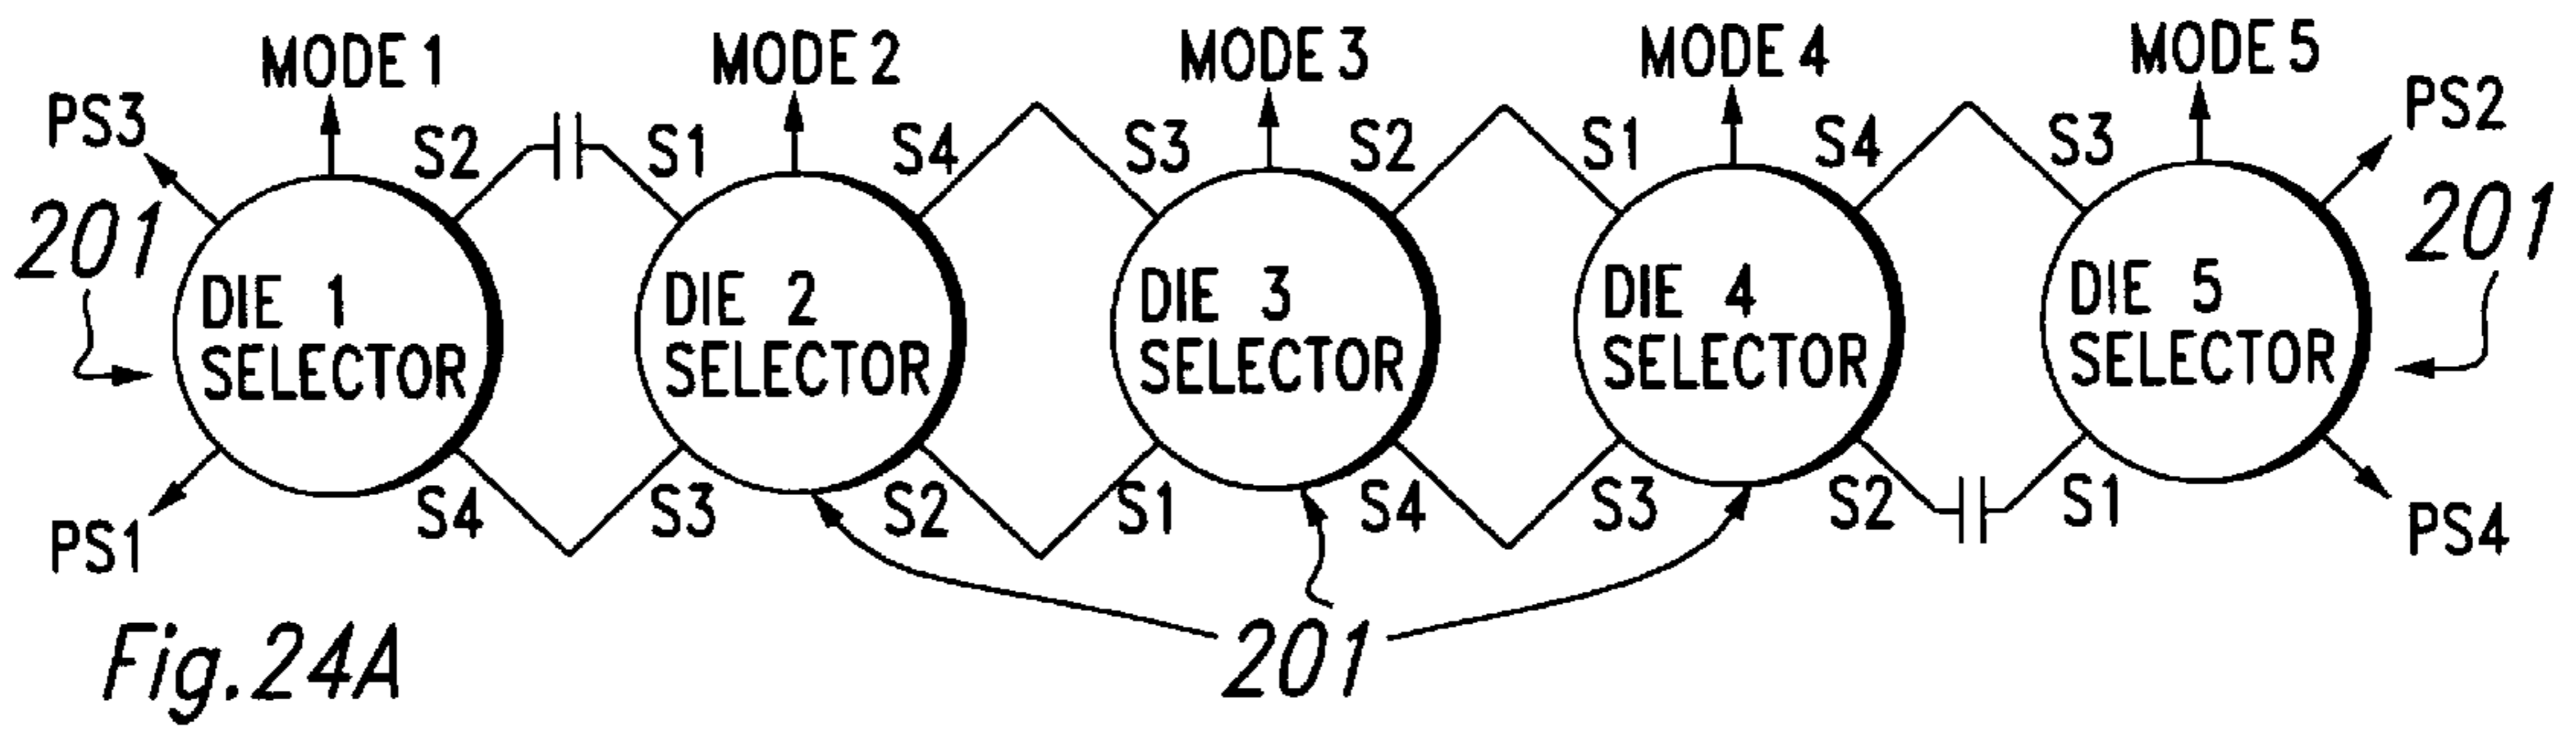 MODE 1 MODE 2 MODE 3 MODE 4 MODE 5
PS3 S2 S1 S4 S3 S2 S1 S4 S3 PS2
201 201
DIE 1 DIE 2 DIE 3 DIE 4 DIE 5
SELECTOR SELECTOR SELECTOR SELECTOR SELECTOR
PS1 S4 S3 S2 S1 S4 S3 S2 S1 PS4
201
Fig.24A